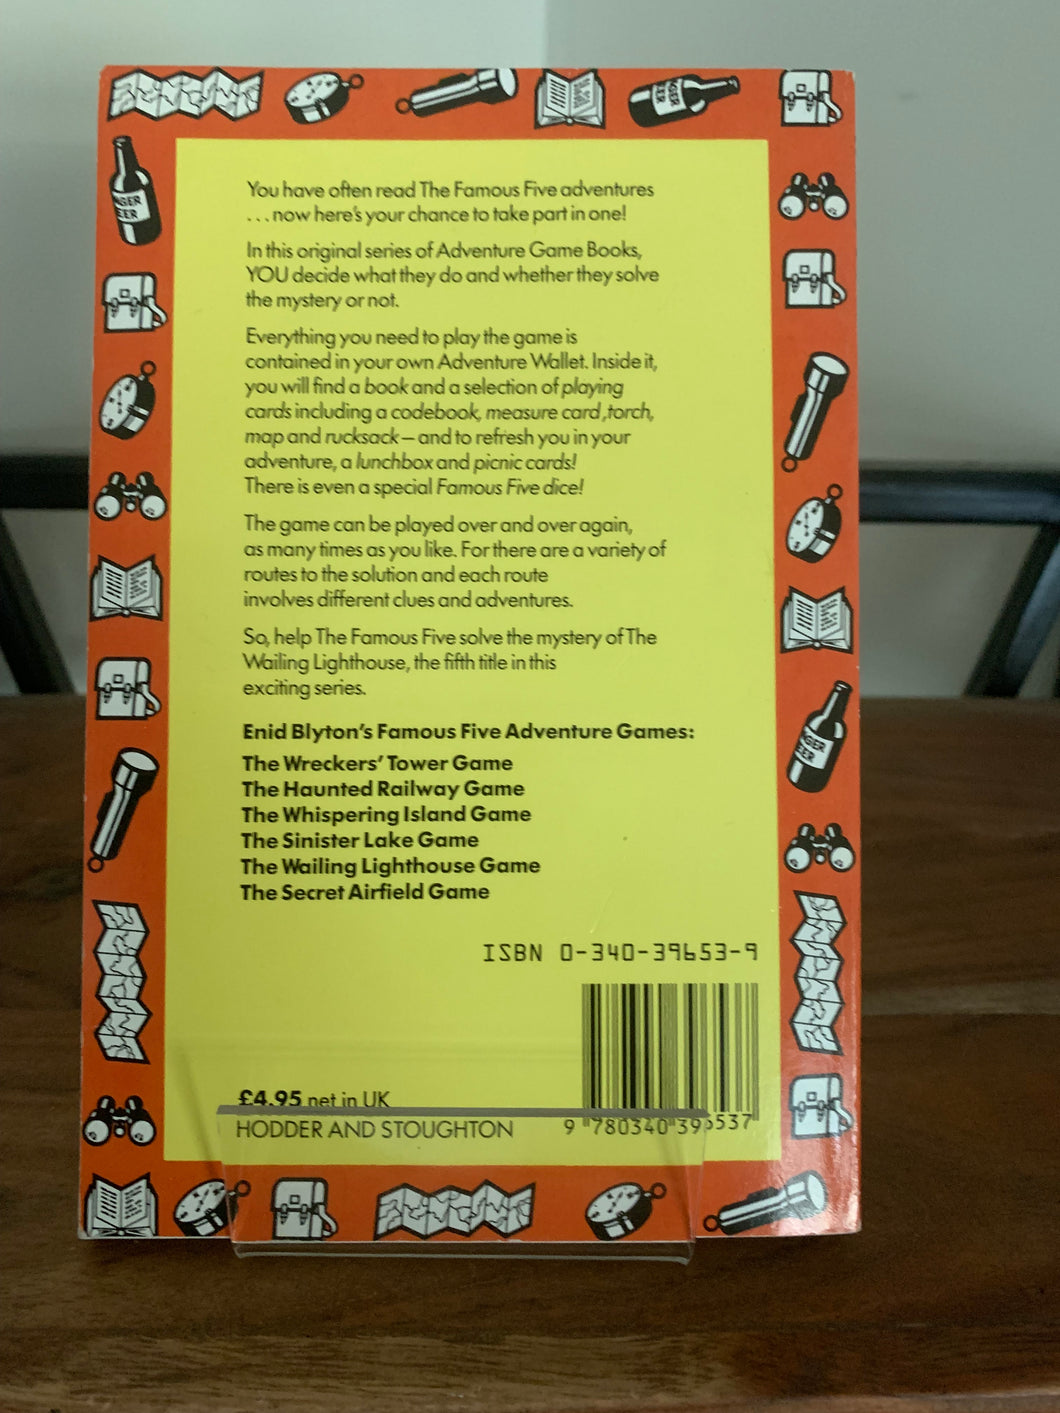 GINGER
BEER
NGER
EER
You have often read The Famous Five adventures
. . . now here's your chance to take part in one!
In this original series of Adventure Game Books,
YOU decide what they do and whether they solve
the mystery or not.
Everything you need to play the game is
contained in your own Adventure Wallet. Inside it,
you will find a book and a selection of playing
cards including a codebook, measure card ,torch,
map and rucksack – and to refresh you in your
adventure, a lunchbox and picnic cards!
There is even a special Famous Five dice!
The game can be played over and over again,
as many times as you like. For there are a variety of
routes to the solution and each route
involves different clues and adventures.
So, help The Famous Five solve the mystery of The
Wailing Lighthouse, the fifth title in this
exciting series.
Enid Blyton's Famous Five Adventure Games:
The Wreckers' Tower Game
The Haunted Railway Game
The Whispering Island Game
The Sinister Lake Game
The Wailing Lighthouse Game
The Secret Airfield Game
NGER
EER
ISBN 0-340-39653-9
£4.95 net in UK
HODDER AND STOUGHTON
9 780340 396537